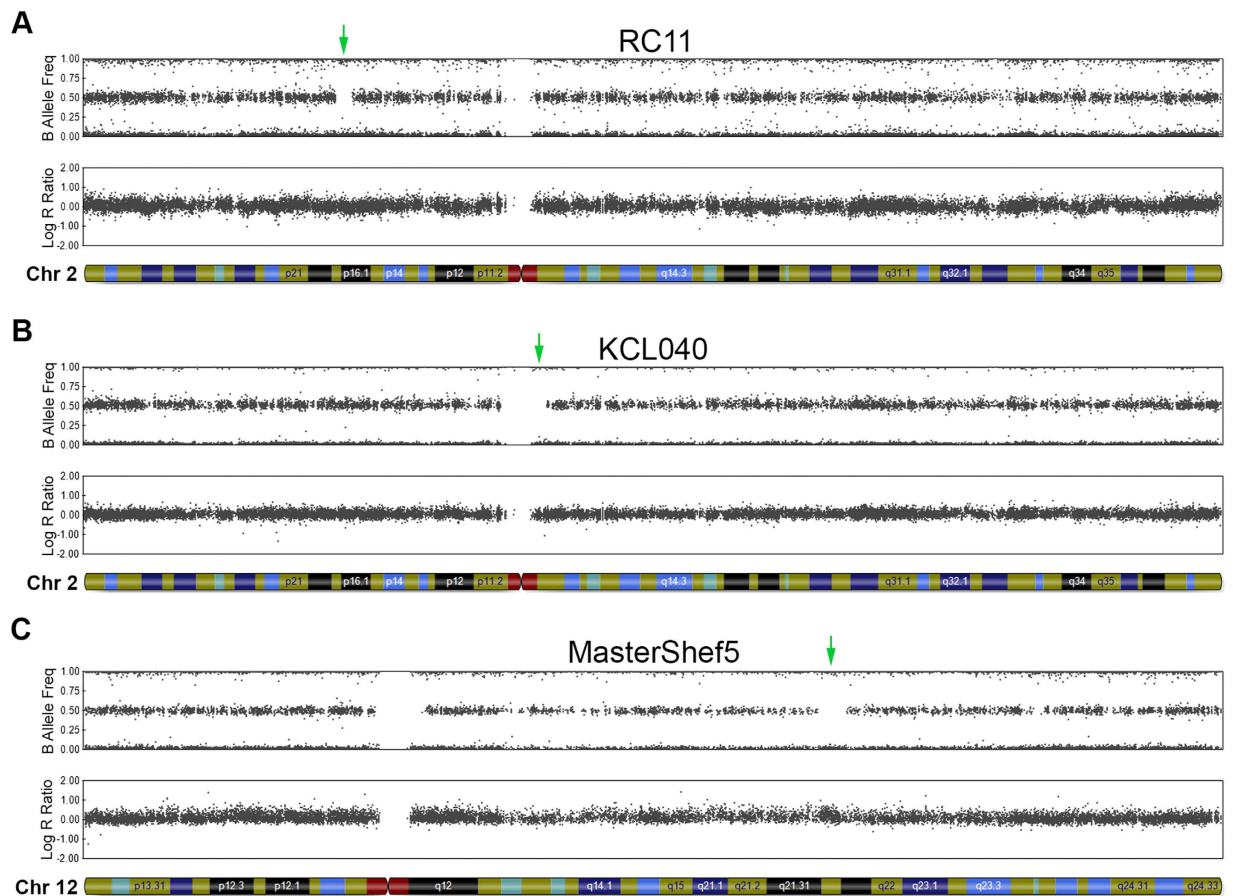 A
RC11
B Allele Freq
1.00
0.75
0.50
0.25
0.00
Log R Ratio
2.00
1.00
0.00
-1.00
-2.00
Chr 2
p21 p16.1 p14 p12 p11.2 q14.3 q31.1 q32.1 q34 q35
B
KCL040
B Allele Freq
1.00
0.75
0.50
0.25
0.00
Log R Ratio
2.00
1.00
0.00
-1.00
-2.00
Chr 2
p21 p16.1 p14 p12 p11.2 q14.3 q31.1 q32.1 q34 q35
C
MasterShef5
B Allele Freq
1.00
0.75
0.50
0.25
0.00
Log R Ratio
2.00
1.00
0.00
-1.00
-2.00
Chr 12
p13.31 p12.3 p12.1 q12 q14.1 q15 q21.1 q21.2 q21.31 q22 q23.1 q23.3 q24.31 q24.33